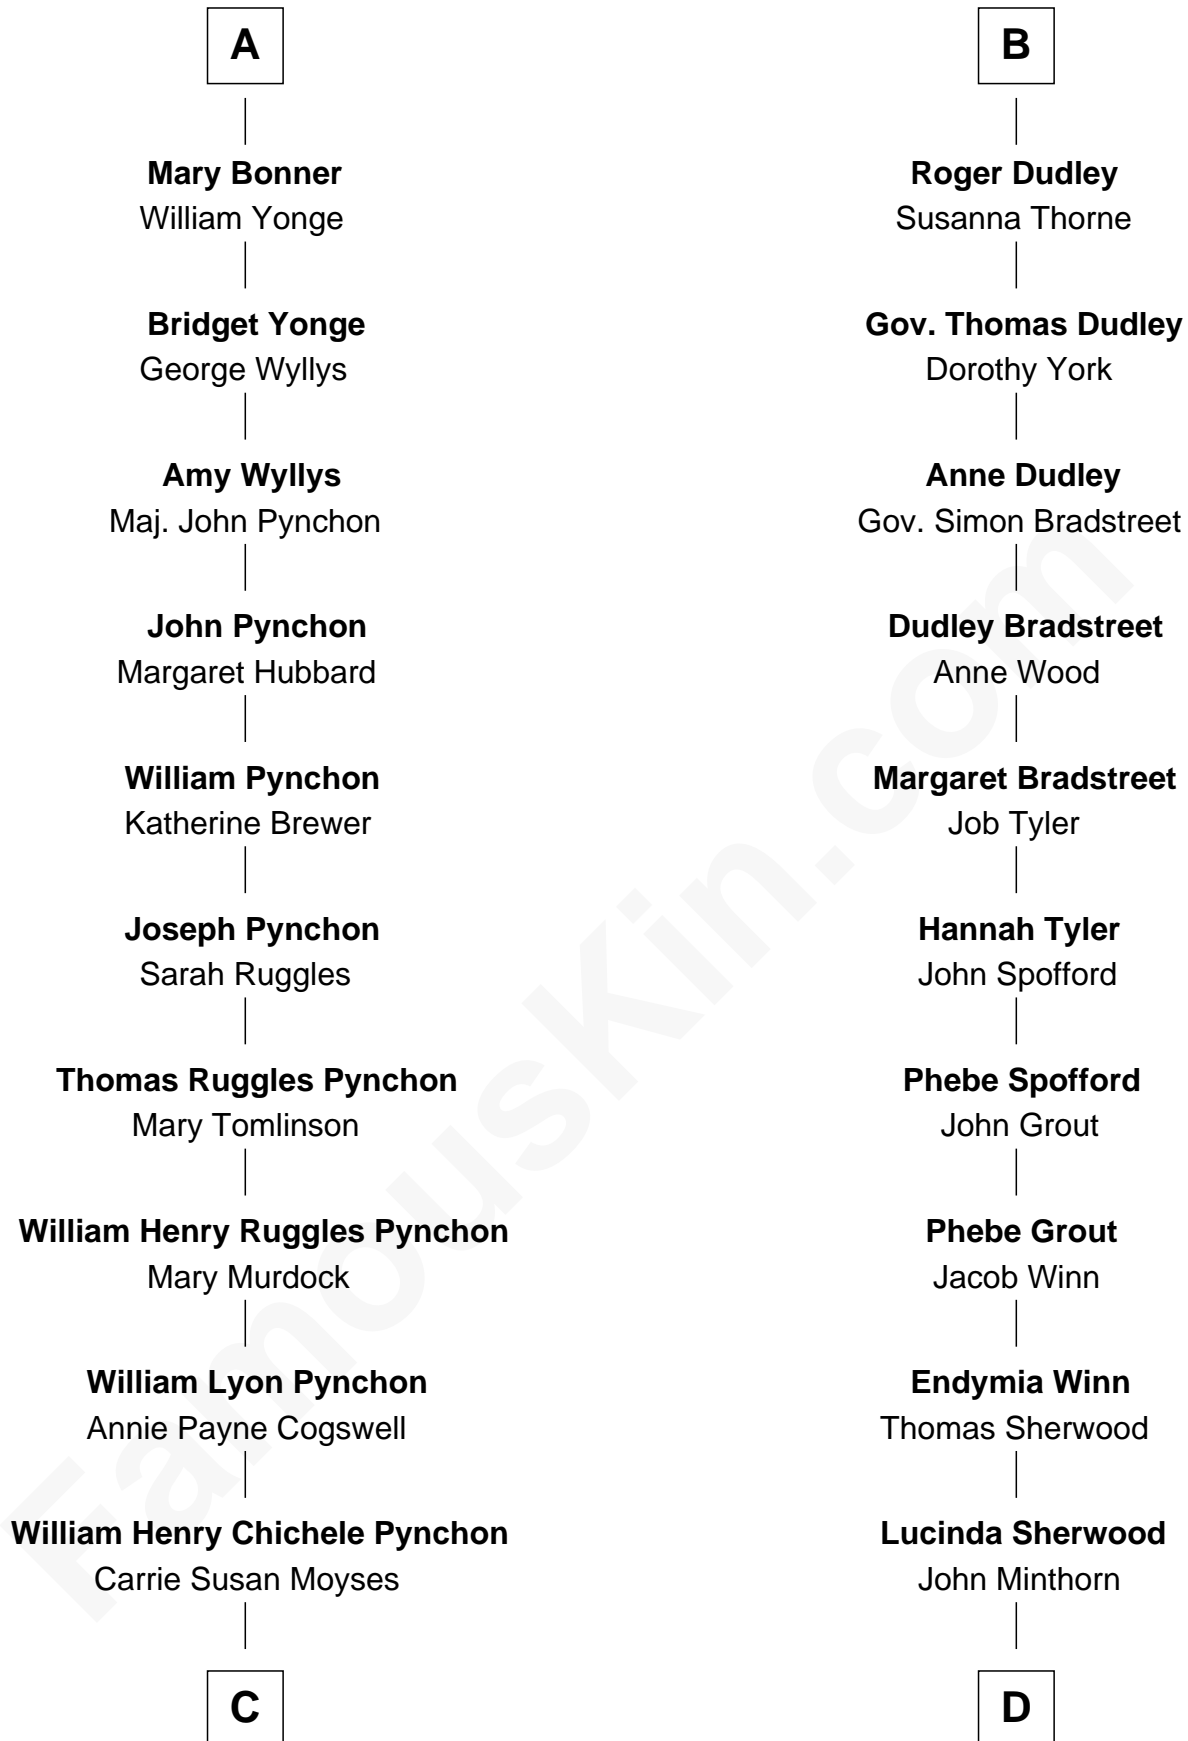 A
Mary Bonner
William Yonge
Bridget Yonge
George Wyllys
Amy Wyllys
Maj. John Pynchon
John Pynchon
Margaret Hubbard
William Pynchon
Katherine Brewer
Joseph Pynchon
Sarah Ruggles
Thomas Ruggles Pynchon
Mary Tomlinson
William Henry Ruggles Pynchon
Mary Murdock
William Lyon Pynchon
Annie Payne Cogswell
William Henry Chichele Pynchon
Carrie Susan Moyses
C
B
Roger Dudley
Susanna Thorne
Gov. Thomas Dudley
Dorothy York
Anne Dudley
Gov. Simon Bradstreet
Dudley Bradstreet
Anne Wood
Margaret Bradstreet
Job Tyler
Hannah Tyler
John Spofford
Phebe Spofford
John Grout
Phebe Grout
Jacob Winn
Endymia Winn
Thomas Sherwood
Lucinda Sherwood
John Minthorn
D
FamousKin.com